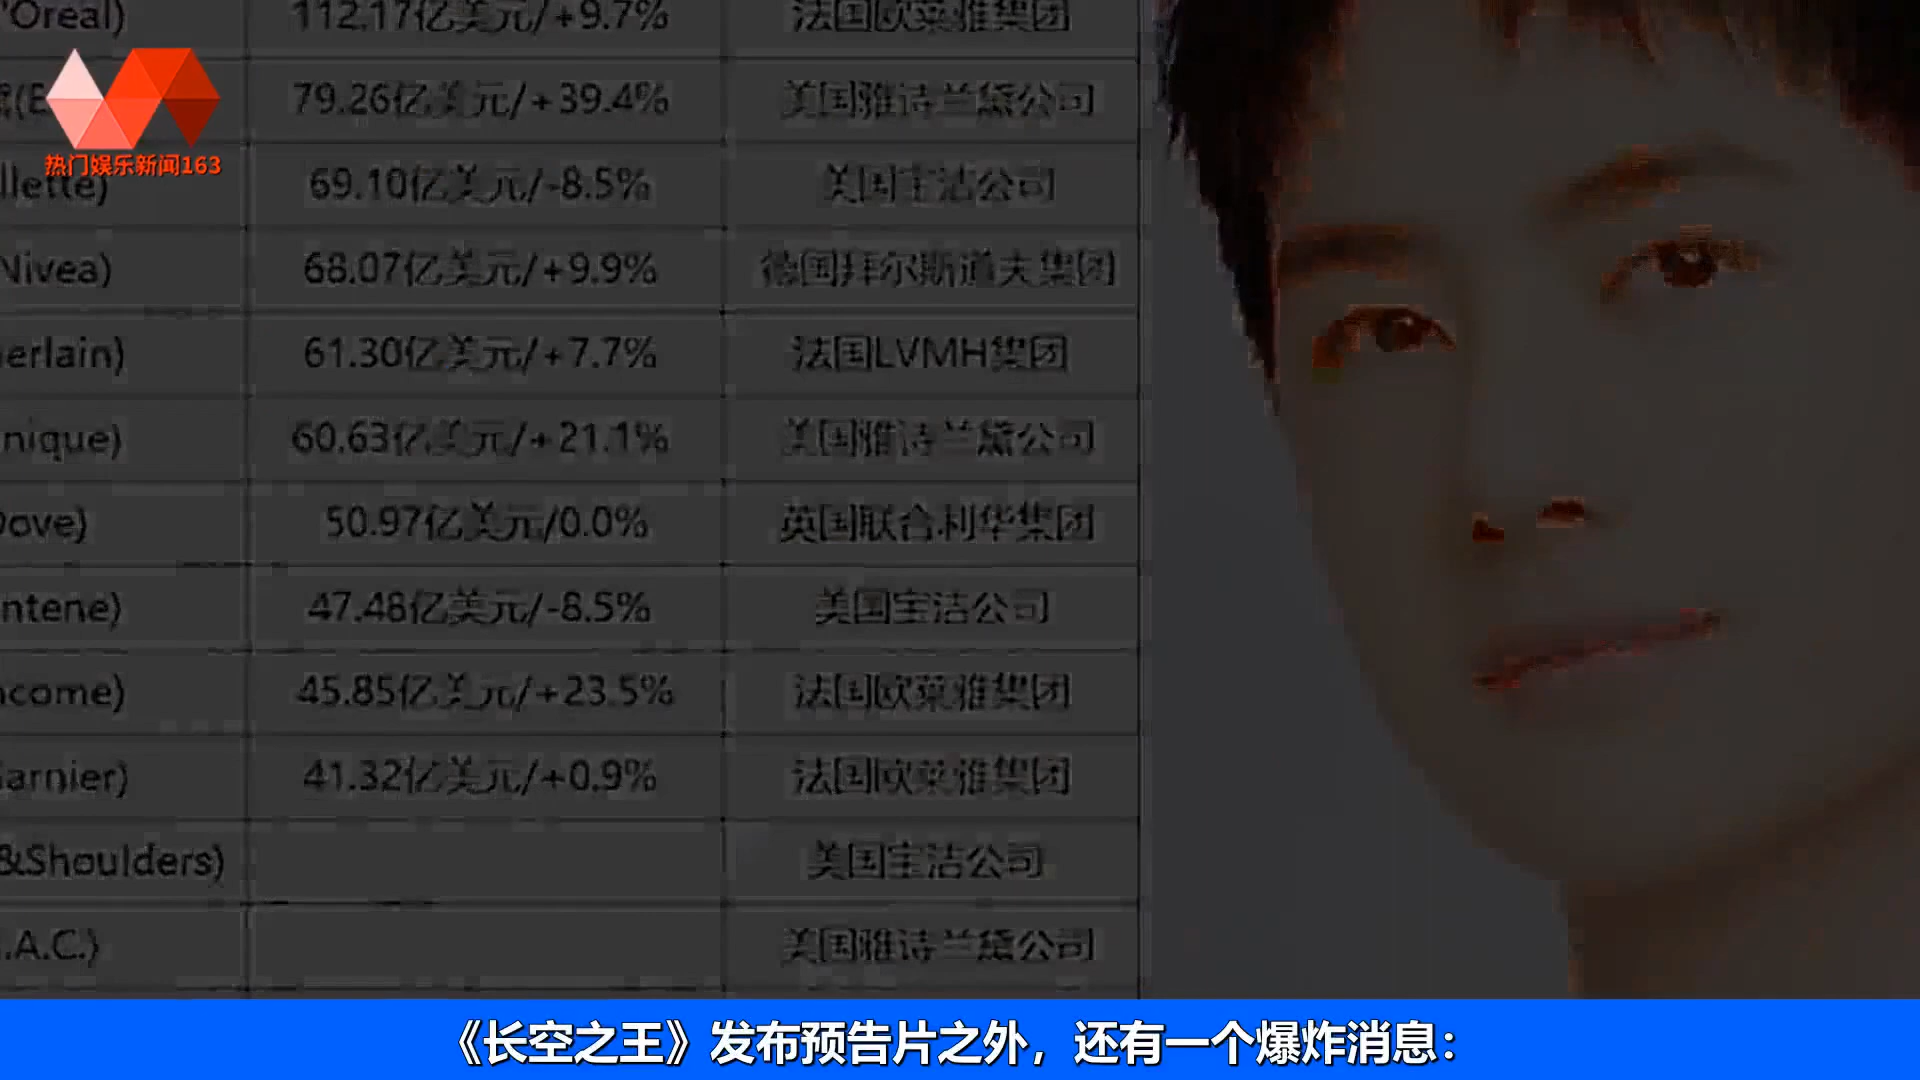 'Oreal) 112.17亿美元/+9.7% 法国欧莱雅集团
(E 79.26亿美元/+39.4% 美国雅诗兰黛公司
热门娱乐新闻163
llette) 69.10亿美元/-8.5% 美国宝洁公司
Nivea) 68.07亿美元/+9.9% 德国拜尔斯道夫集团
erlain) 61.30亿美元/+7.7% 法国LVMH集团
nique) 60.63亿美元/+21.1% 美国雅诗兰黛公司
Dove) 50.97亿美元/0.0% 英国联合利华集团
ntene) 47.48亿美元/-8.5% 美国宝洁公司
ncome) 45.85亿美元/+23.5% 法国欧莱雅集团
Garnier) 41.32亿美元/+0.9% 法国欧莱雅集团
&Shoulders) 美国宝洁公司
.A.C.) 美国雅诗兰黛公司
《长空之王》发布预告片之外，还有一个爆炸消息：